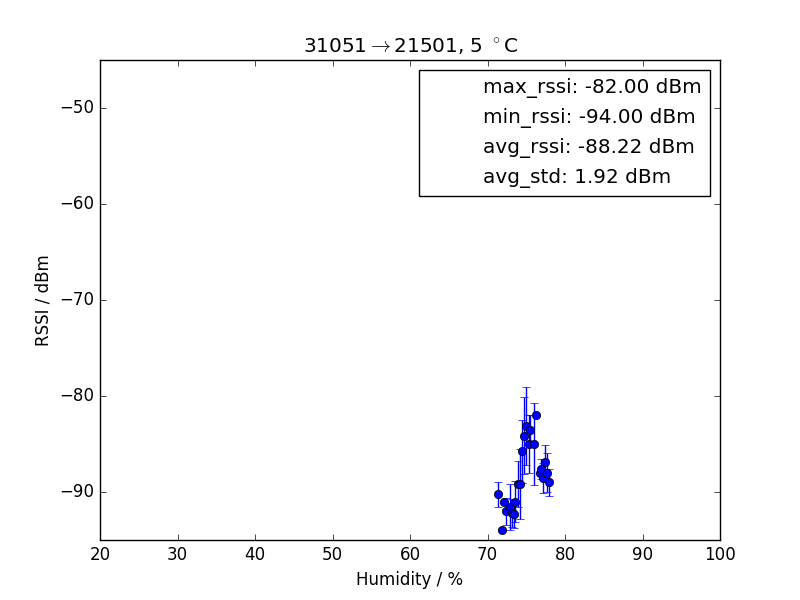 31051→21501, 5 °C
max_rssi: -82.00 dBm
min_rssi: -94.00 dBm
avg_rssi: -88.22 dBm
avg_std: 1.92 dBm
RSSI / dBm
−50
−60
−70
−80
−90
20 30 40 50 60 70 80 90 100
Humidity / %